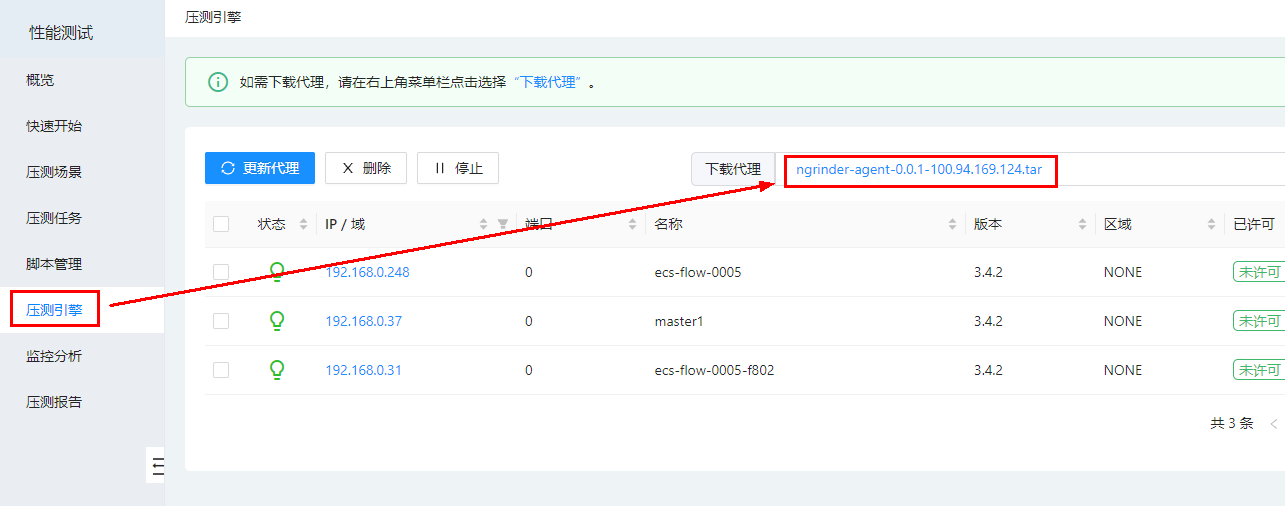 性能测试
概览
快速开始
压测场景
压测任务
脚本管理
压测引擎
监控分析
压测报告
压测引擎
如需下载代理，请在右上角菜单栏点击选择“下载代理”。
更新代理 删除 停止 下载代理 ngrinder-agent-0.0.1-100.94.169.124.tar
状态 IP / 域 端口 名称 版本 区域 已许可
192.168.0.248 0 ecs-flow-0005 3.4.2 NONE 未许可
192.168.0.37 0 master1 3.4.2 NONE 未许可
192.168.0.31 0 ecs-flow-0005-f802 3.4.2 NONE 未许可
共 3 条